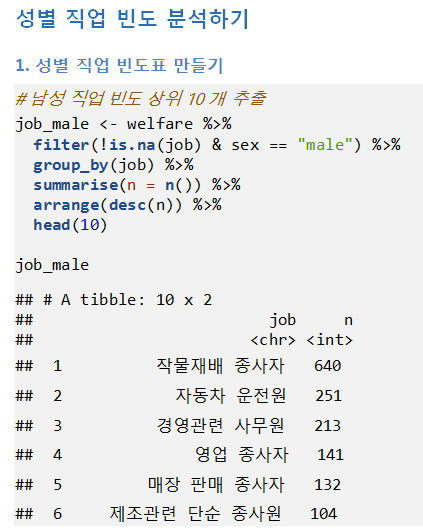 성별 직업 빈도 분석하기
1. 성별 직업 빈도표 만들기
# 남성 직업 빈도 상위 10개 추출
job_male <- welfare %>%
  filter(!is.na(job) & sex == "male") %>%
  group_by(job) %>%
  summarise(n = n()) %>%
  arrange(desc(n)) %>%
  head(10)
job_male
## # A tibble: 10 x 2
##                         job     n
##                       <chr> <int>
##  1            작물재배 종사자   640
##  2              자동차 운전원   251
##  3            경영관련 사무원   213
##  4                영업 종사자   141
##  5           매장 판매 종사자   132
##  6       제조관련 단순 종사원   104